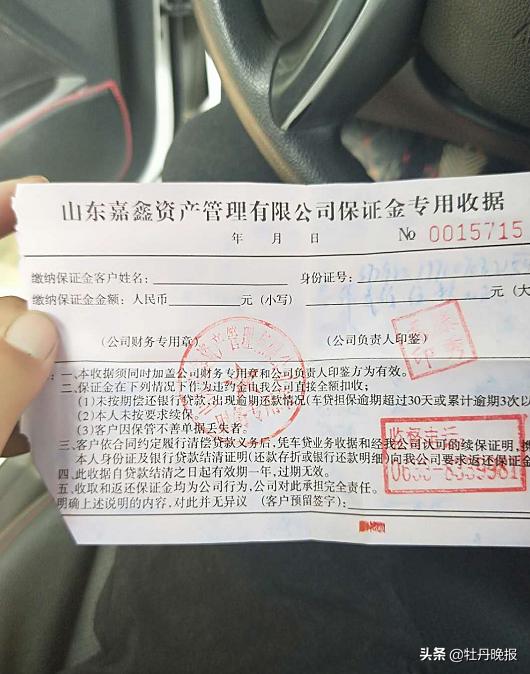 山东嘉鑫资产管理有限公司保证金专用收据
年 月 日 No 0015715
缴纳保证金客户姓名: 身份证号:
缴纳保证金金额: 人民币 元 (小写) 元 (大
(公司财务专用章) (公司负责人印鉴)
一、本收据须同时加盖公司财务专用章和公司负责人印鉴方为有效。
二、保证金在下列情况下作为违约金由我公司直接全额扣收;
(1)未按期偿还银行贷款,出现逾期还款情况(车贷担保逾期超过30天或累计逾期3次以
(2)本人未按要求续保。
(3)客户因保管不善单据丢失者。
三、客户依合同约定履行清偿贷款义务后,凭车贷业务收据和经我公司认可的续保证明,携
本人身份证及银行贷款结清证明(还款存折或银行还款明细)向我公司要求返还保证金
四、此收据自贷款结清之日起有效期一年,过期无效。
五、收取和返还保证金均为公司行为,公司对此承担完全责任。
明确上述说明的内容,对此并无异议 (客户预留签字):
监督电话
头条 @牡丹晚报